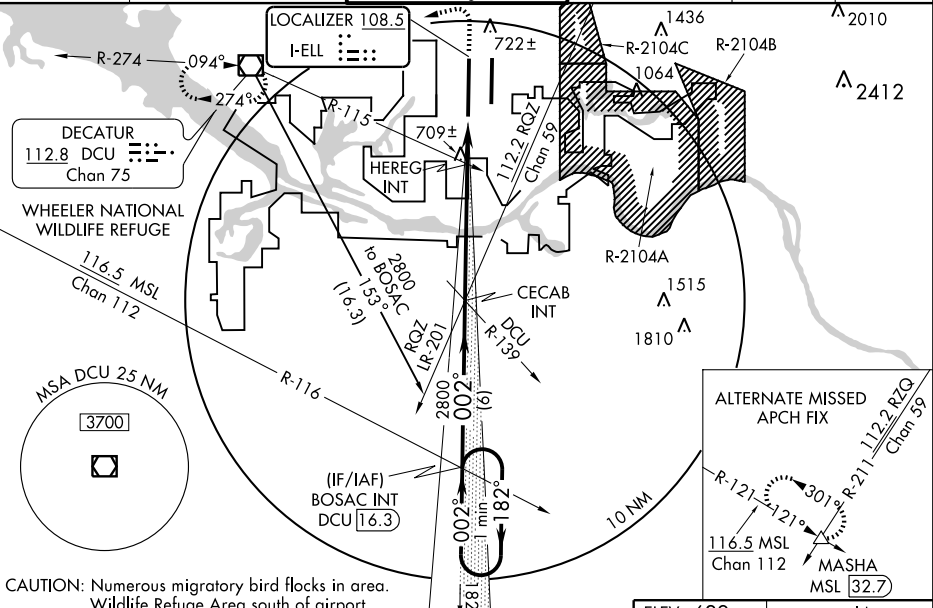 LOCALIZER 108.5
I-ELL
722±
1436
2010
R-2104C
R-2104B
1064
2412
R-274
094°
274°
R-115
DECATUR
112.8 DCU
Chan 75
709±
HEREG
INT
112.2 RQZ
Chan 59
WHEELER NATIONAL
WILDLIFE REFUGE
R-2104A
116.5 MSL
Chan 112
2800
to BOSAC
153°
(16.3)
CECAB
INT
1515
1810
RQZ
LR-201
DCU
R-139
R-116
MSA DCU 25 NM
3700
2800
002°
(6)
ALTERNATE MISSED
APCH FIX
112.2 RZQ
Chan 59
R-211
(IF/IAF)
BOSAC INT
DCU 16.3
002°
1 min
182°
10 NM
R-121
301°
121°
116.5 MSL
Chan 112
MASHA
MSL 32.7
CAUTION: Numerous migratory bird flocks in area.
Wildlife Refuge Area south of airport
182